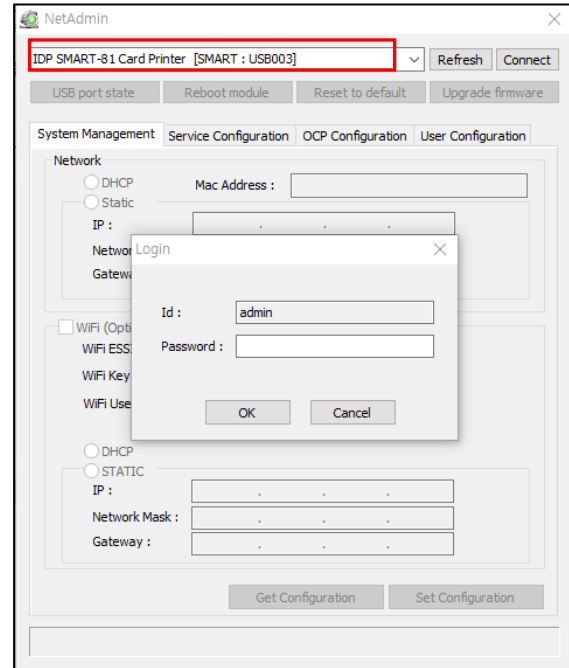 NetAdmin
IDP SMART-81 Card Printer [SMART : USB003]
Refresh
Connect
USB port state
Reboot module
Reset to default
Upgrade firmware
System Management
Service Configuration
OCP Configuration
User Configuration
Network
DHCP
Mac Address :
Static
IP :
Login
Id :
admin
Password :
OK
Cancel
WiFi Key
DHCP
STATIC
IP :
Network Mask :
Gateway :
Get Configuration
Set Configuration